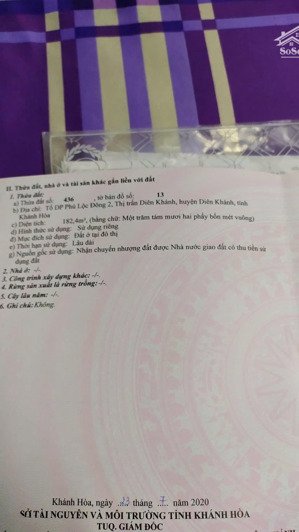 SoSo
II. Thửa đất, nhà ở và tài sản khác gắn liền với đất
1. Thửa đất:
a) Thửa đất số: 436 tờ bản đồ số: 13
b) Địa chỉ: Tổ DP Phú Lộc Đông 2, Thị trấn Diên Khánh, huyện Diên Khánh, tỉnh
Khánh Hòa
c) Diện tích: 182,4m², (bằng chữ: Một trăm tám mươi hai phẩy bốn mét vuông)
d) Hình thức sử dụng: Sử dụng riêng
đ) Mục đích sử dụng: Đất ở tại đô thị
e) Thời hạn sử dụng: Lâu dài
g) Nguồn gốc sử dụng: Nhận chuyển nhượng đất được Nhà nước giao đất có thu tiền sử
dụng đất
2. Nhà ở: -/-
3. Công trình xây dựng khác: -/-
4. Rừng sản xuất là rừng trồng: -/-
5. Cây lâu năm: -/-
6. Ghi chú: Không.
Khánh Hòa, ngày 23 tháng 7 năm 2020
SỞ TÀI NGUYÊN VÀ MÔI TRƯỜNG TỈNH KHÁNH HÒA
TUQ. GIÁM ĐỐC